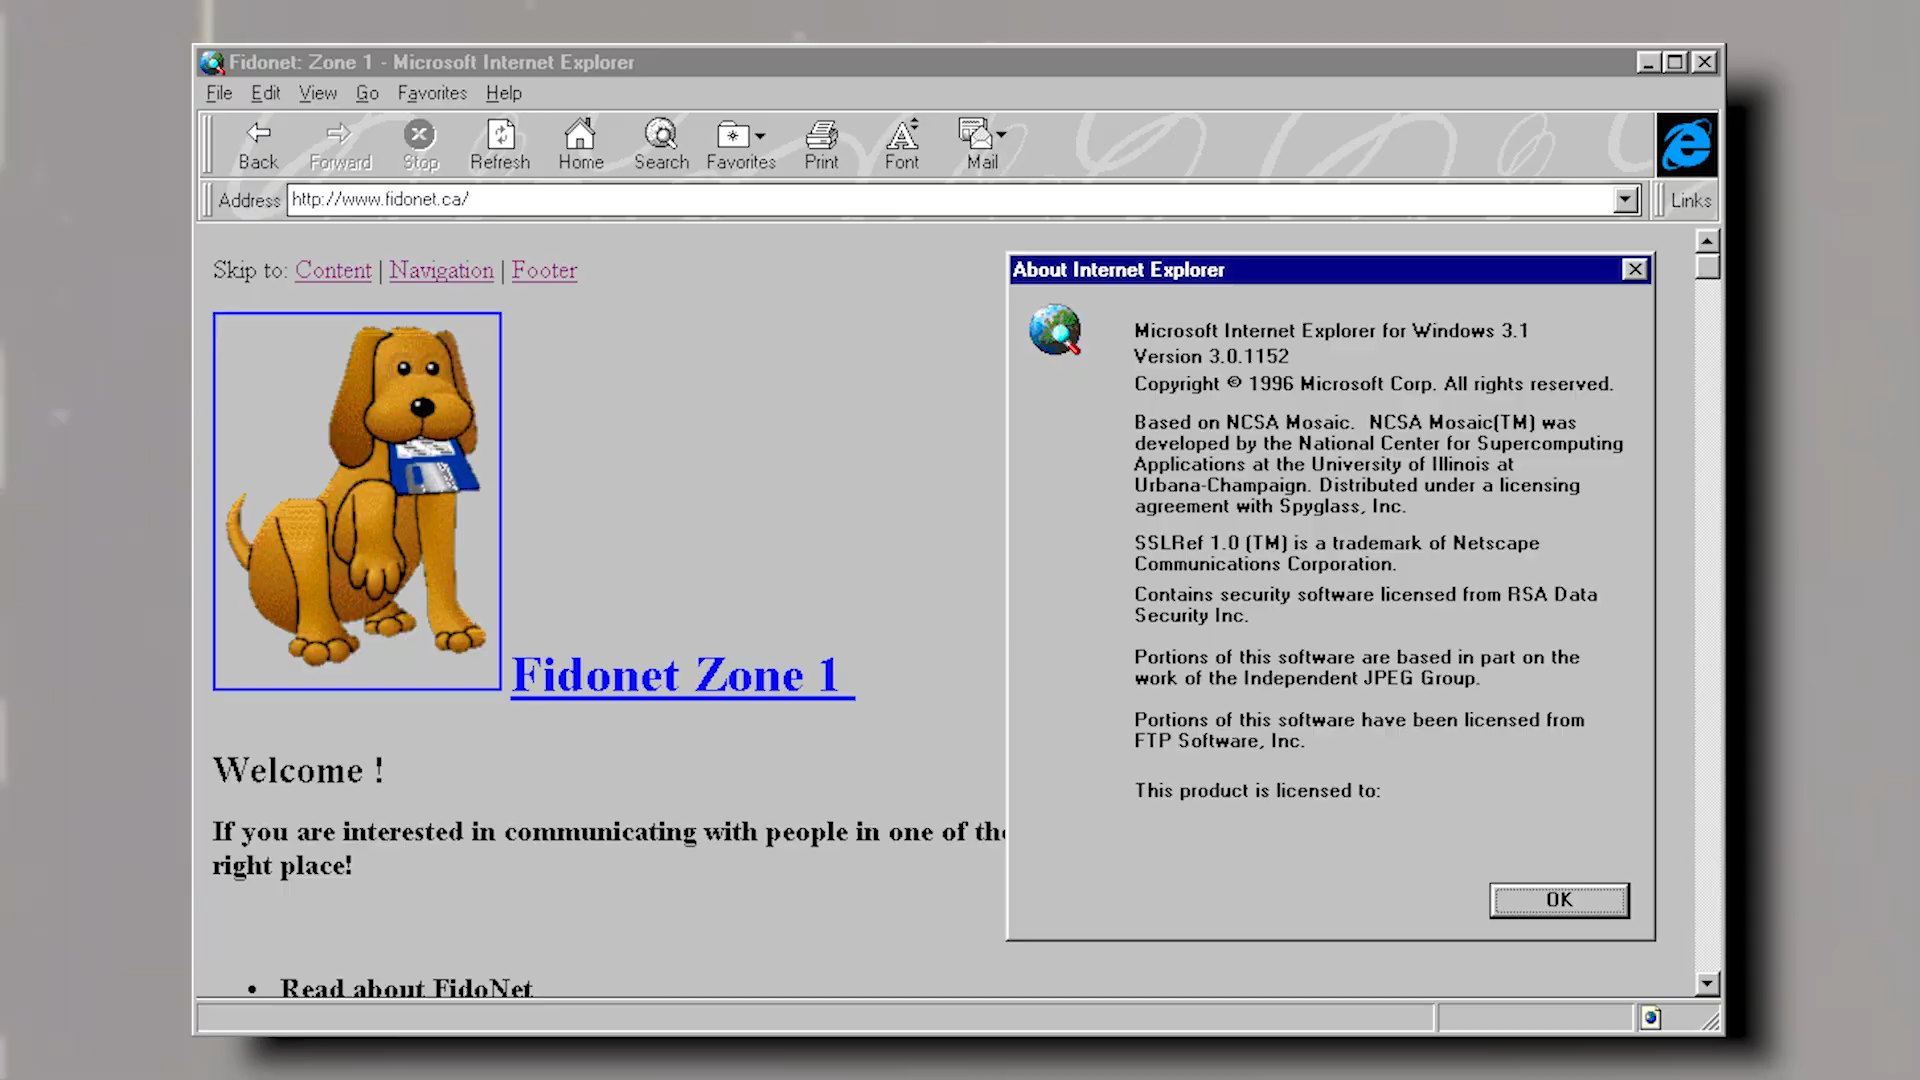 Fidonet: Zone 1 - Microsoft Internet Explorer
File Edit View Go Favorites Help
Back Forward Stop Refresh Home Search Favorites Print Font Mail
Address http://www.fidonet.ca/ Links
Skip to: Content | Navigation | Footer
Fidonet Zone 1
Welcome !
If you are interested in communicating with people in one of the
right place!
• Read about FidoNet
About Internet Explorer
Microsoft Internet Explorer for Windows 3.1
Version 3.0.1152
Copyright © 1996 Microsoft Corp. All rights reserved.
Based on NCSA Mosaic. NCSA Mosaic(TM) was
developed by the National Center for Supercomputing
Applications at the University of Illinois at
Urbana-Champaign. Distributed under a licensing
agreement with Spyglass, Inc.
SSLRef 1.0 (TM) is a trademark of Netscape
Communications Corporation.
Contains security software licensed from RSA Data
Security Inc.
Portions of this software are based in part on the
work of the Independent JPEG Group.
Portions of this software have been licensed from
FTP Software, Inc.
This product is licensed to:
OK